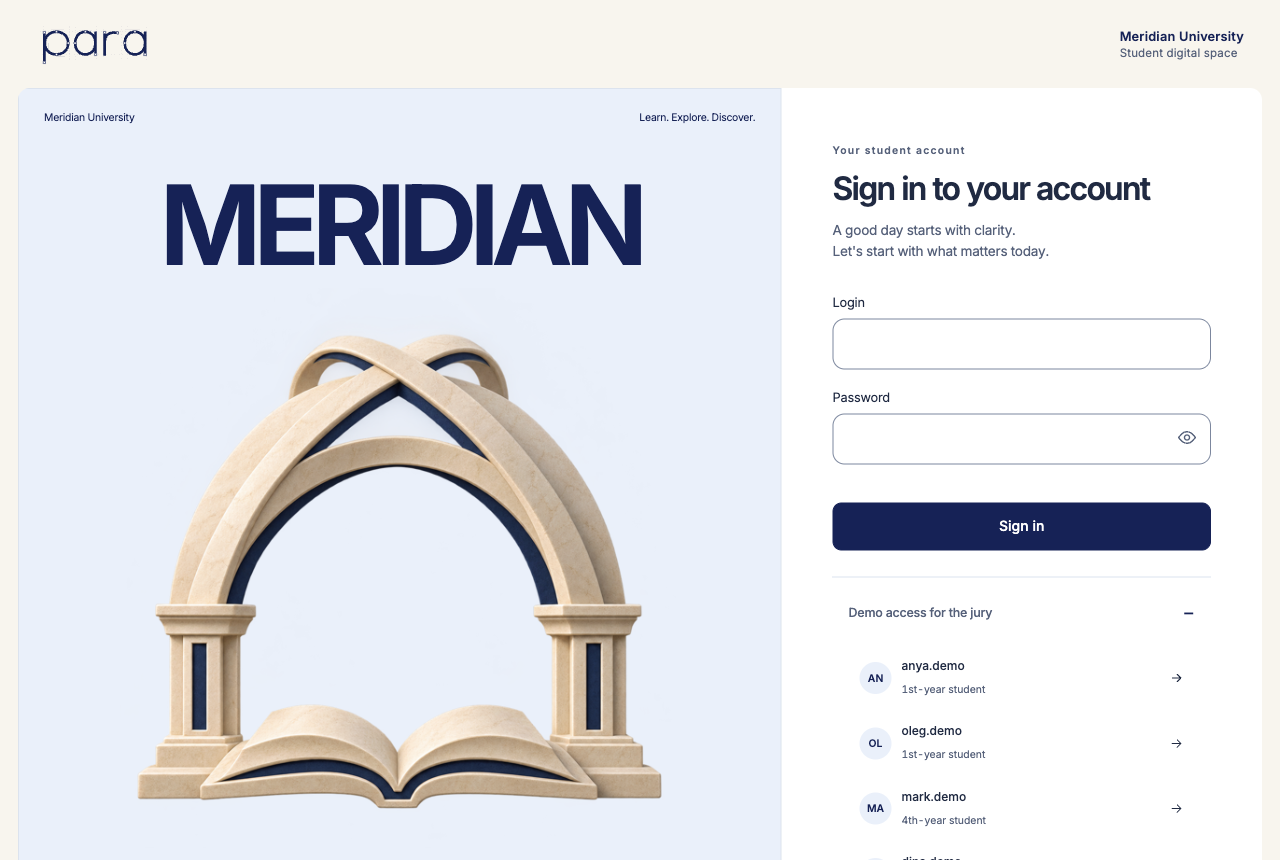 para
Meridian University
Student digital space
Meridian University
Learn. Explore. Discover.
MERIDIAN
Your student account
Sign in to your account
A good day starts with clarity.
Let's start with what matters today.
Login
Password
Sign in
Demo access for the jury
AN
anya.demo
1st-year student
OL
oleg.demo
1st-year student
MA
mark.demo
4th-year student